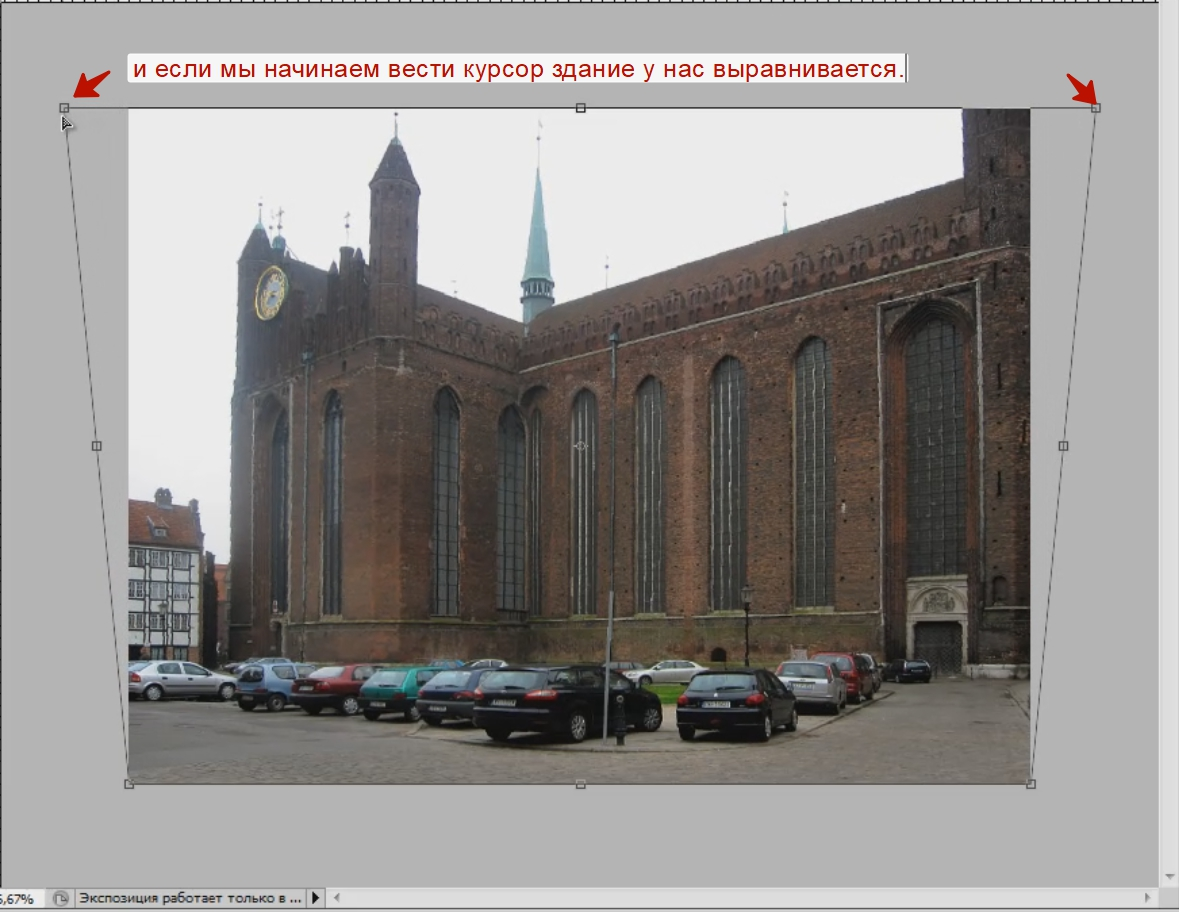 и если мы начинаем вести курсор здание у нас выравнивается.
6,67% Экспозиция работает только в ...